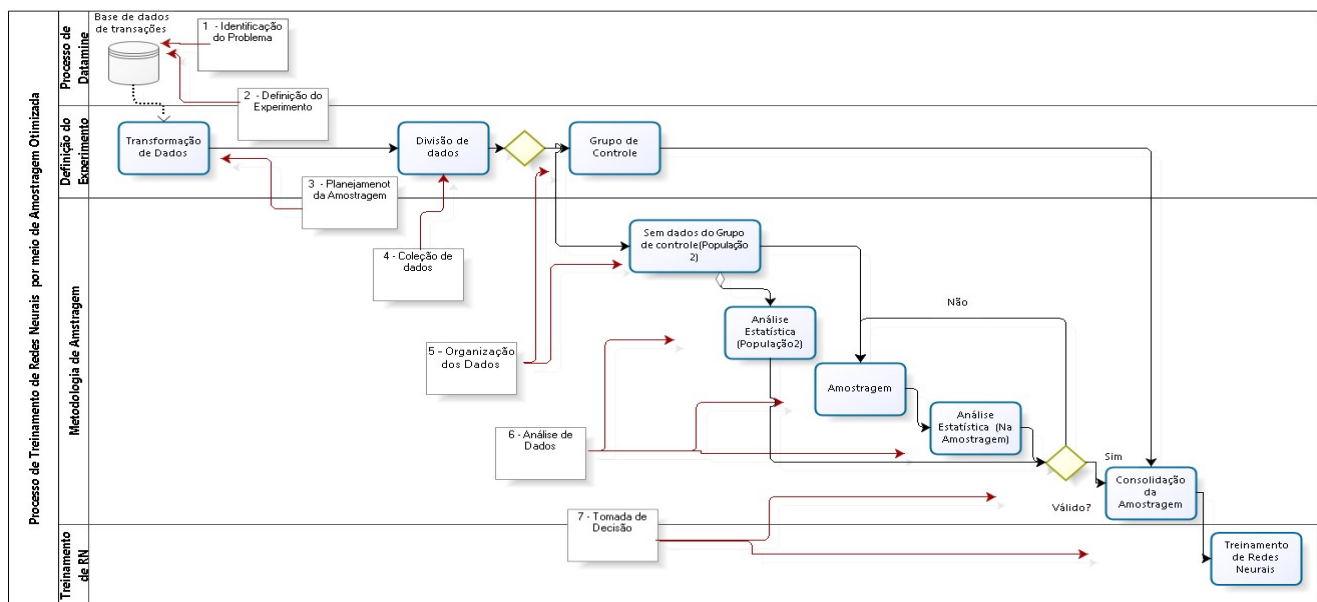 Processo de Treinamento de Redes Neurais por meio de Amostragem Otimizada
Processo de
Datamine
Base de dados
de transações
1 - Identificação
do Problema
2 - Definição do
Experimento
Definição do
Experimento
Transformação
de Dados
Divisão de
dados
Grupo de
Controle
3 - Planejamenot
da Amostragem
Metodologia de Amstragem
4 - Coleção de
dados
Sem dados do Grupo
de controle(População
2)
Não
Análise
Estatística
(População2)
5 - Organização
dos Dados
Amostragem
Análise
Estatística (Na
Amostragem)
6 - Análise de
Dados
Sim
Consolidação
da
Amostragem
Válido?
7 - Tomada de
Decisão
Treinamento
de RN
Treinamento
de Redes
Neurais